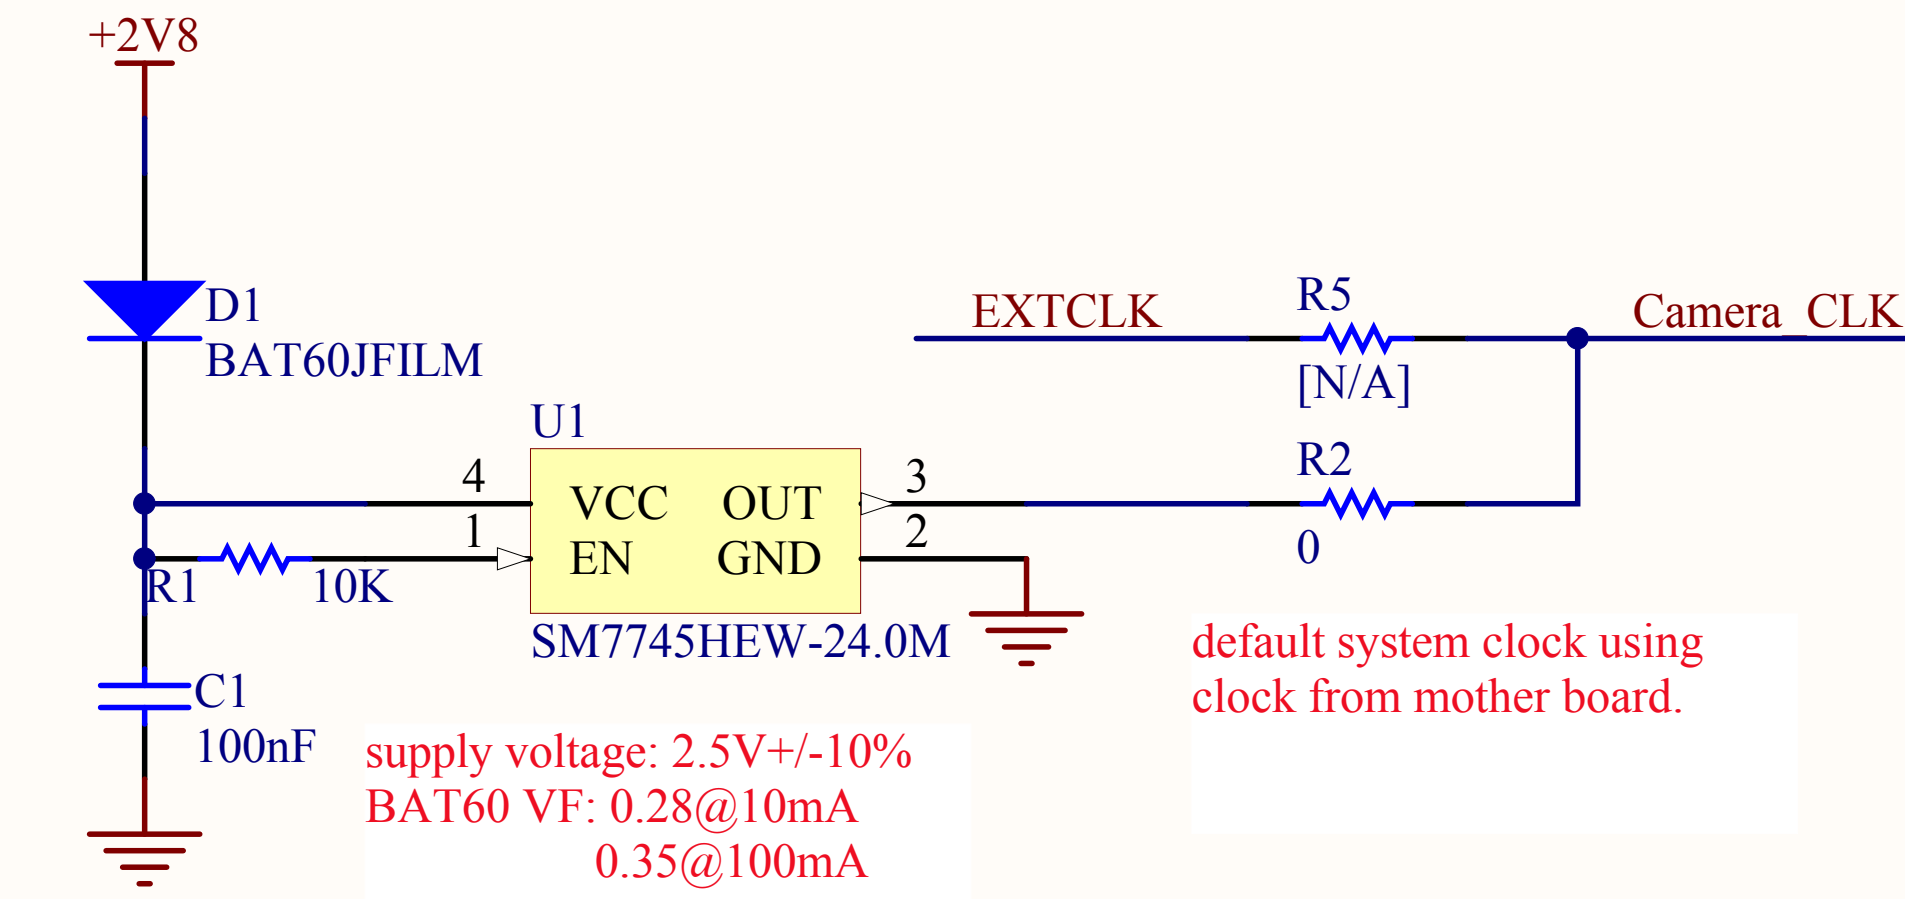 +2V8
D1
BAT60JFILM
EXTCLK
R5
[N/A]
Camera_CLK
U1
4
VCC
OUT
3
1
EN
GND
2
R2
0
R1
10K
SM7745HEW-24.0M
C1
100nF
default system clock using
clock from mother board.
supply voltage: 2.5V+/-10%
BAT60 VF: 0.28@10mA
0.35@100mA